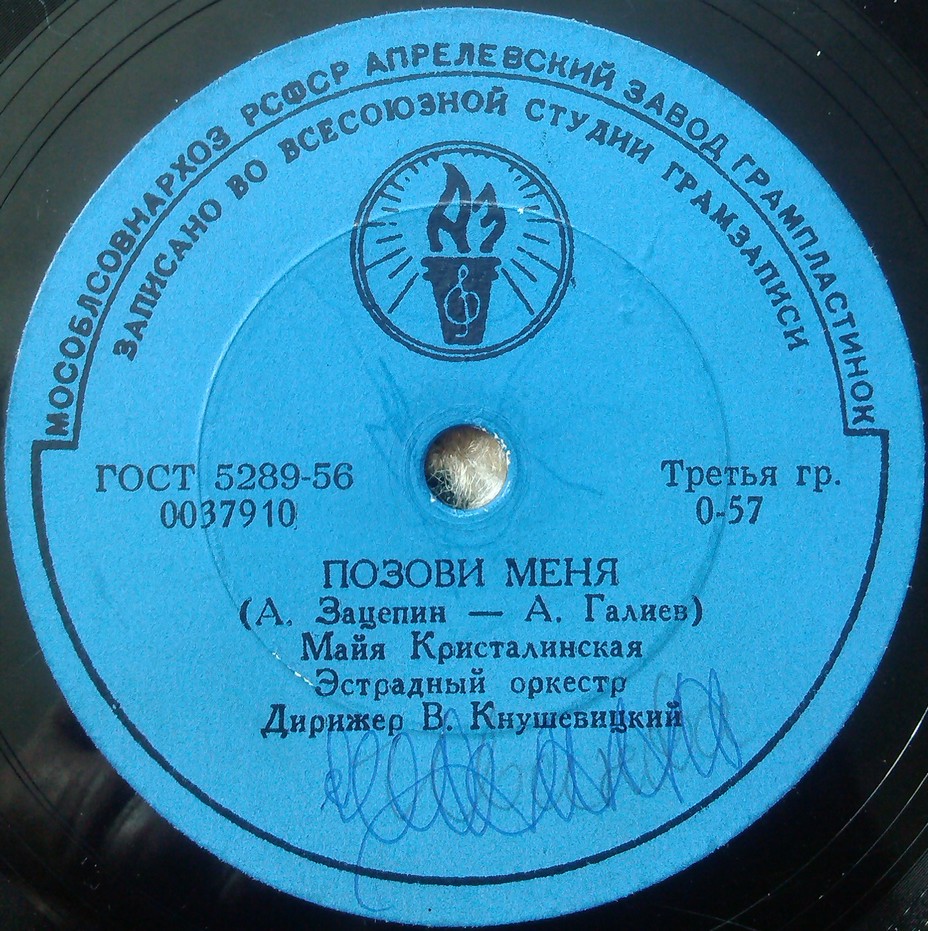 МОСОБЛСОВНАРХОЗ РСФСР АПРЕЛЕВСКИЙ ЗАВОД ГРАМПЛАСТИНОК
ЗАПИСАНО ВО ВСЕСОЮЗНОЙ СТУДИИ ГРАМЗАПИСИ
ГОСТ 5289-56
0037910
Третья гр.
0-57
ПОЗОВИ МЕНЯ
(А. Зацепин — А. Галиев)
Майя Кристалинская
Эстрадный оркестр
Дирижер В. Кнушевицкий